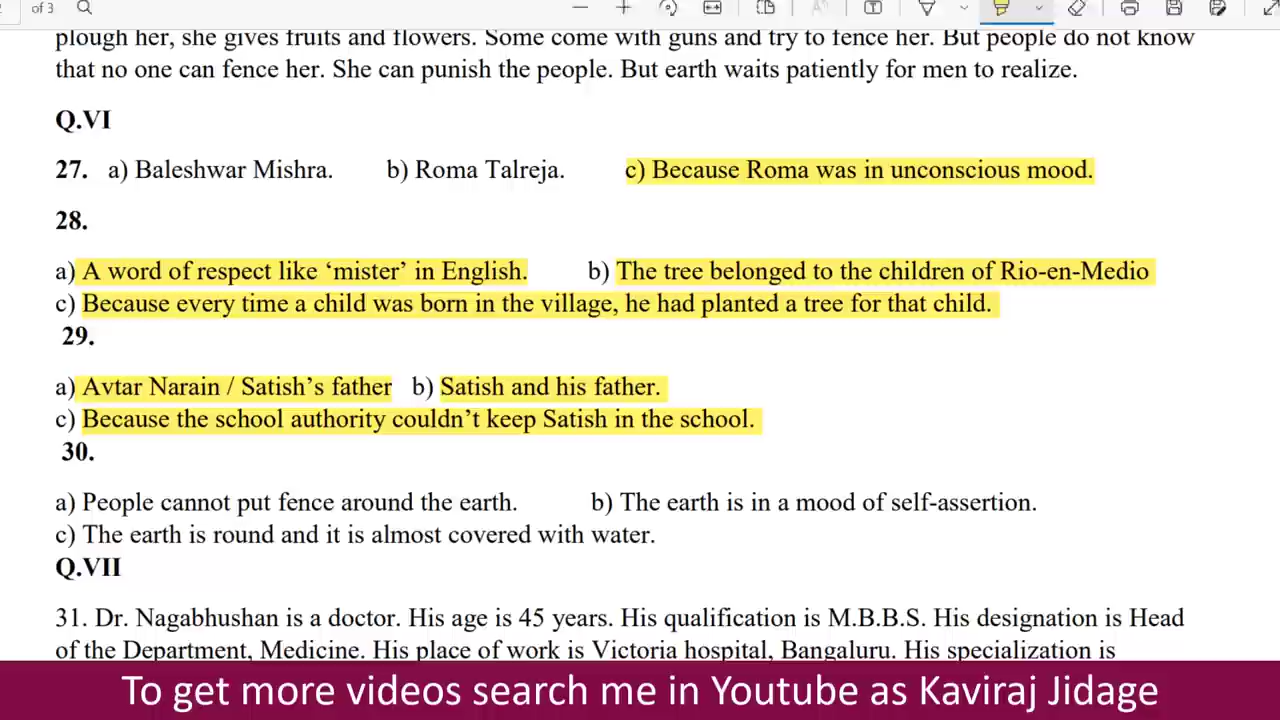 of 3
plough her, she gives fruits and flowers. Some come with guns and try to fence her. But people do not know
that no one can fence her. She can punish the people. But earth waits patiently for men to realize.
Q.VI
27. a) Baleshwar Mishra. b) Roma Talreja. c) Because Roma was in unconscious mood.
28.
a) A word of respect like ‘mister’ in English. b) The tree belonged to the children of Rio-en-Medio
c) Because every time a child was born in the village, he had planted a tree for that child.
29.
a) Avtar Narain / Satish’s father b) Satish and his father.
c) Because the school authority couldn’t keep Satish in the school.
30.
a) People cannot put fence around the earth. b) The earth is in a mood of self-assertion.
c) The earth is round and it is almost covered with water.
Q.VII
31. Dr. Nagabhushan is a doctor. His age is 45 years. His qualification is M.B.B.S. His designation is Head
of the Department, Medicine. His place of work is Victoria hospital, Bangaluru. His specialization is
To get more videos search me in Youtube as Kaviraj Jidage